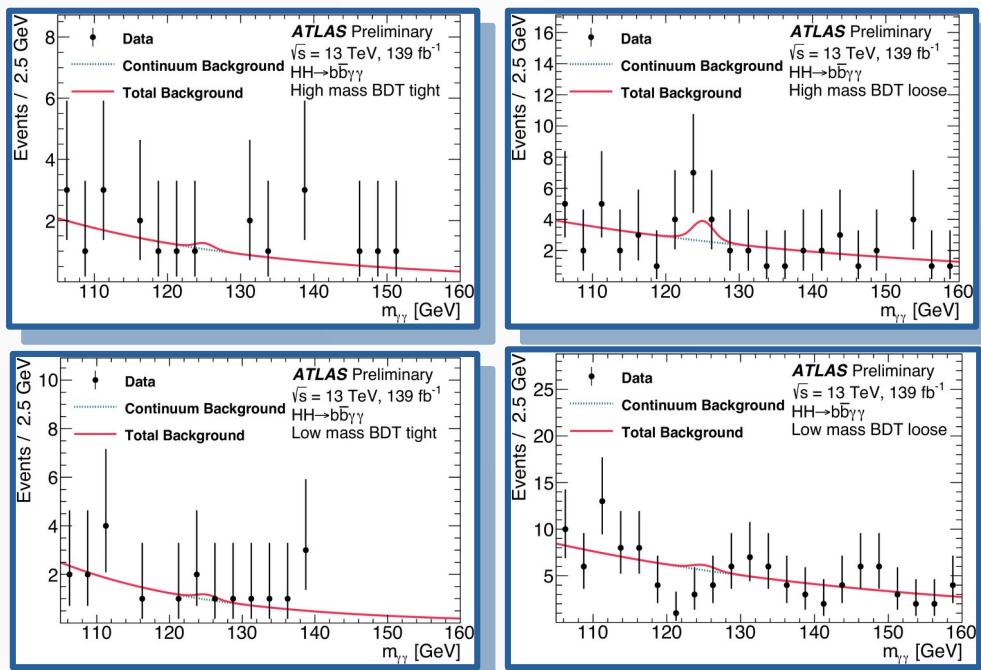 Events / 2.5 GeV
8
6
4
2
Data
Continuum Background
Total Background
ATLAS Preliminary
√s = 13 TeV, 139 fb⁻¹
HH→bb̄γγ
High mass BDT tight
110 120 130 140 150 160
mγγ [GeV]
Events / 2.5 GeV
16
14
12
10
8
6
4
2
Data
Continuum Background
Total Background
ATLAS Preliminary
√s = 13 TeV, 139 fb⁻¹
HH→bb̄γγ
High mass BDT loose
110 120 130 140 150 160
mγγ [GeV]
Events / 2.5 GeV
10
8
6
4
2
Data
Continuum Background
Total Background
ATLAS Preliminary
√s = 13 TeV, 139 fb⁻¹
HH→bb̄γγ
Low mass BDT tight
110 120 130 140 150 160
mγγ [GeV]
Events / 2.5 GeV
25
20
15
10
5
Data
Continuum Background
Total Background
ATLAS Preliminary
√s = 13 TeV, 139 fb⁻¹
HH→bb̄γγ
Low mass BDT loose
110 120 130 140 150 160
mγγ [GeV]